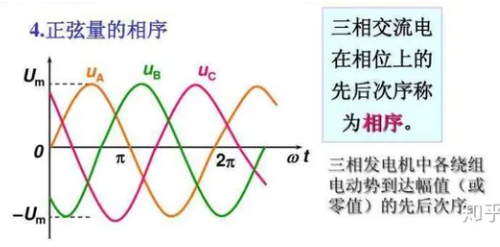 4.正弦量的相序
Um
uA
uB
uC
0
π
2π
ω t
-Um
三相交流电
在相位上的
先后次序称
为相序。
三相发电机中各绕组
电动势到达幅值（或
零值）的先后次序。
知乎